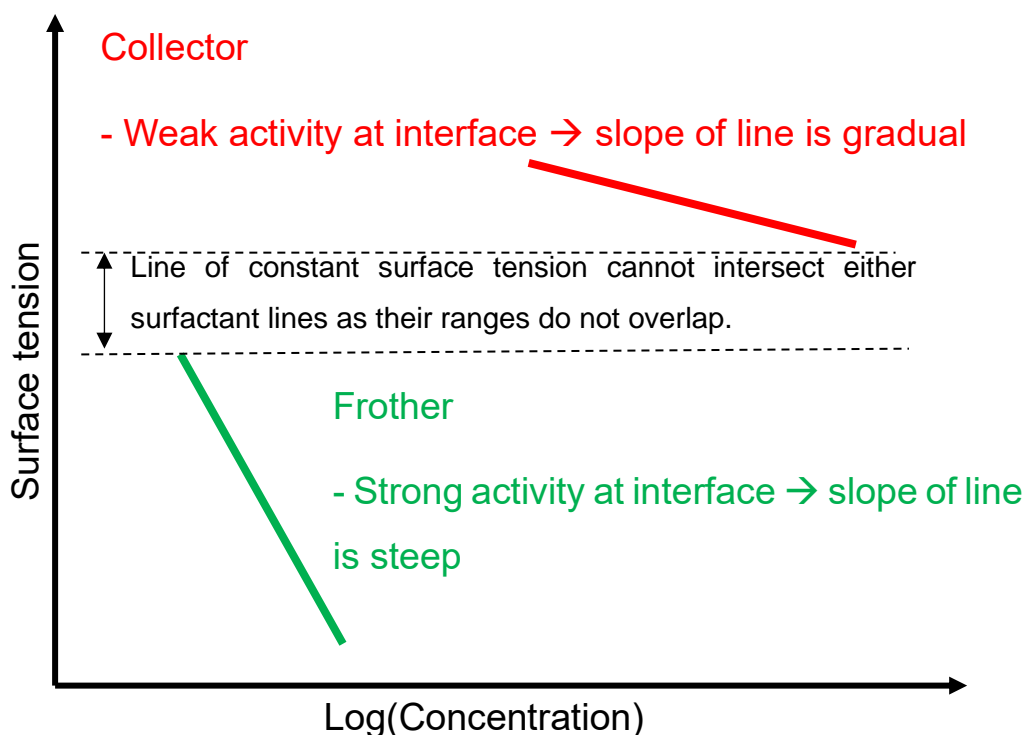 Collector
- Weak activity at interface → slope of line is gradual
Line of constant surface tension cannot intersect either
surfactant lines as their ranges do not overlap.
Surface tension
Frother
- Strong activity at interface → slope of line
is steep
Log(Concentration)